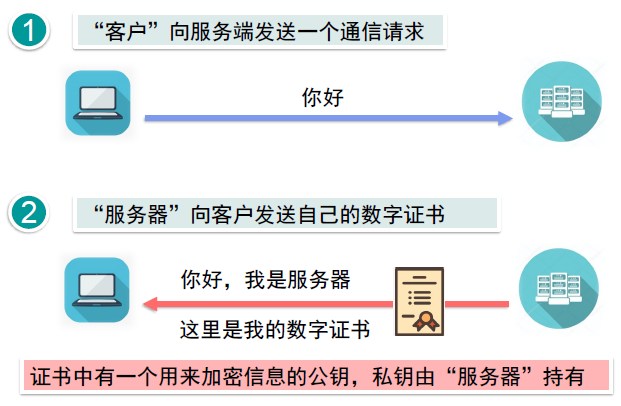 1
“客户”向服务端发送一个通信请求
你好
2
“服务器”向客户发送自己的数字证书
你好，我是服务器
这里是我的数字证书
证书中有一个用来加密信息的公钥，私钥由“服务器”持有